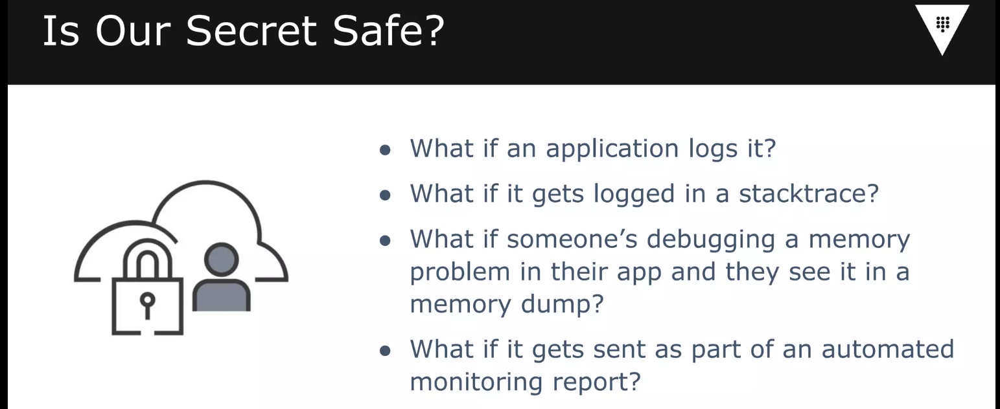 Is Our Secret Safe?
● What if an application logs it?
● What if it gets logged in a stacktrace?
● What if someone’s debugging a memory
problem in their app and they see it in a
memory dump?
● What if it gets sent as part of an automated
monitoring report?